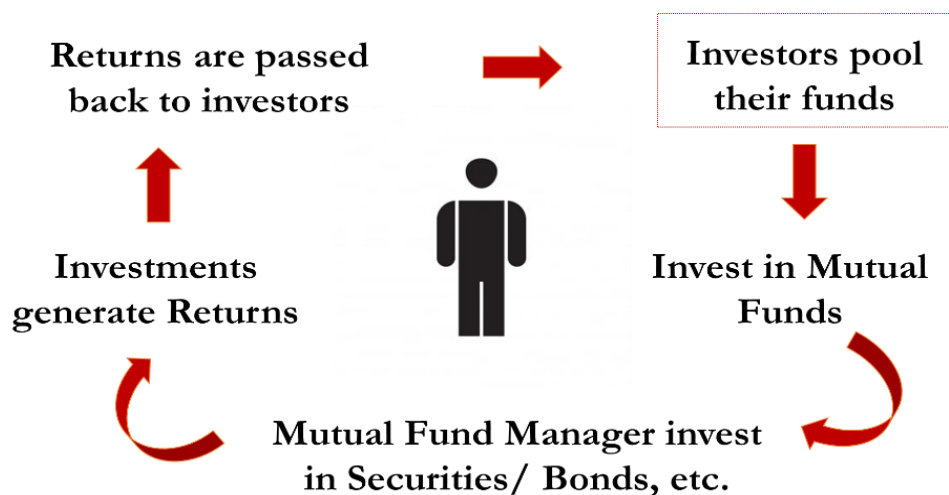 Returns are passed
back to investors
Investors pool
their funds
Invest in Mutual
Funds
Mutual Fund Manager invest
in Securities/ Bonds, etc.
Investments
generate Returns